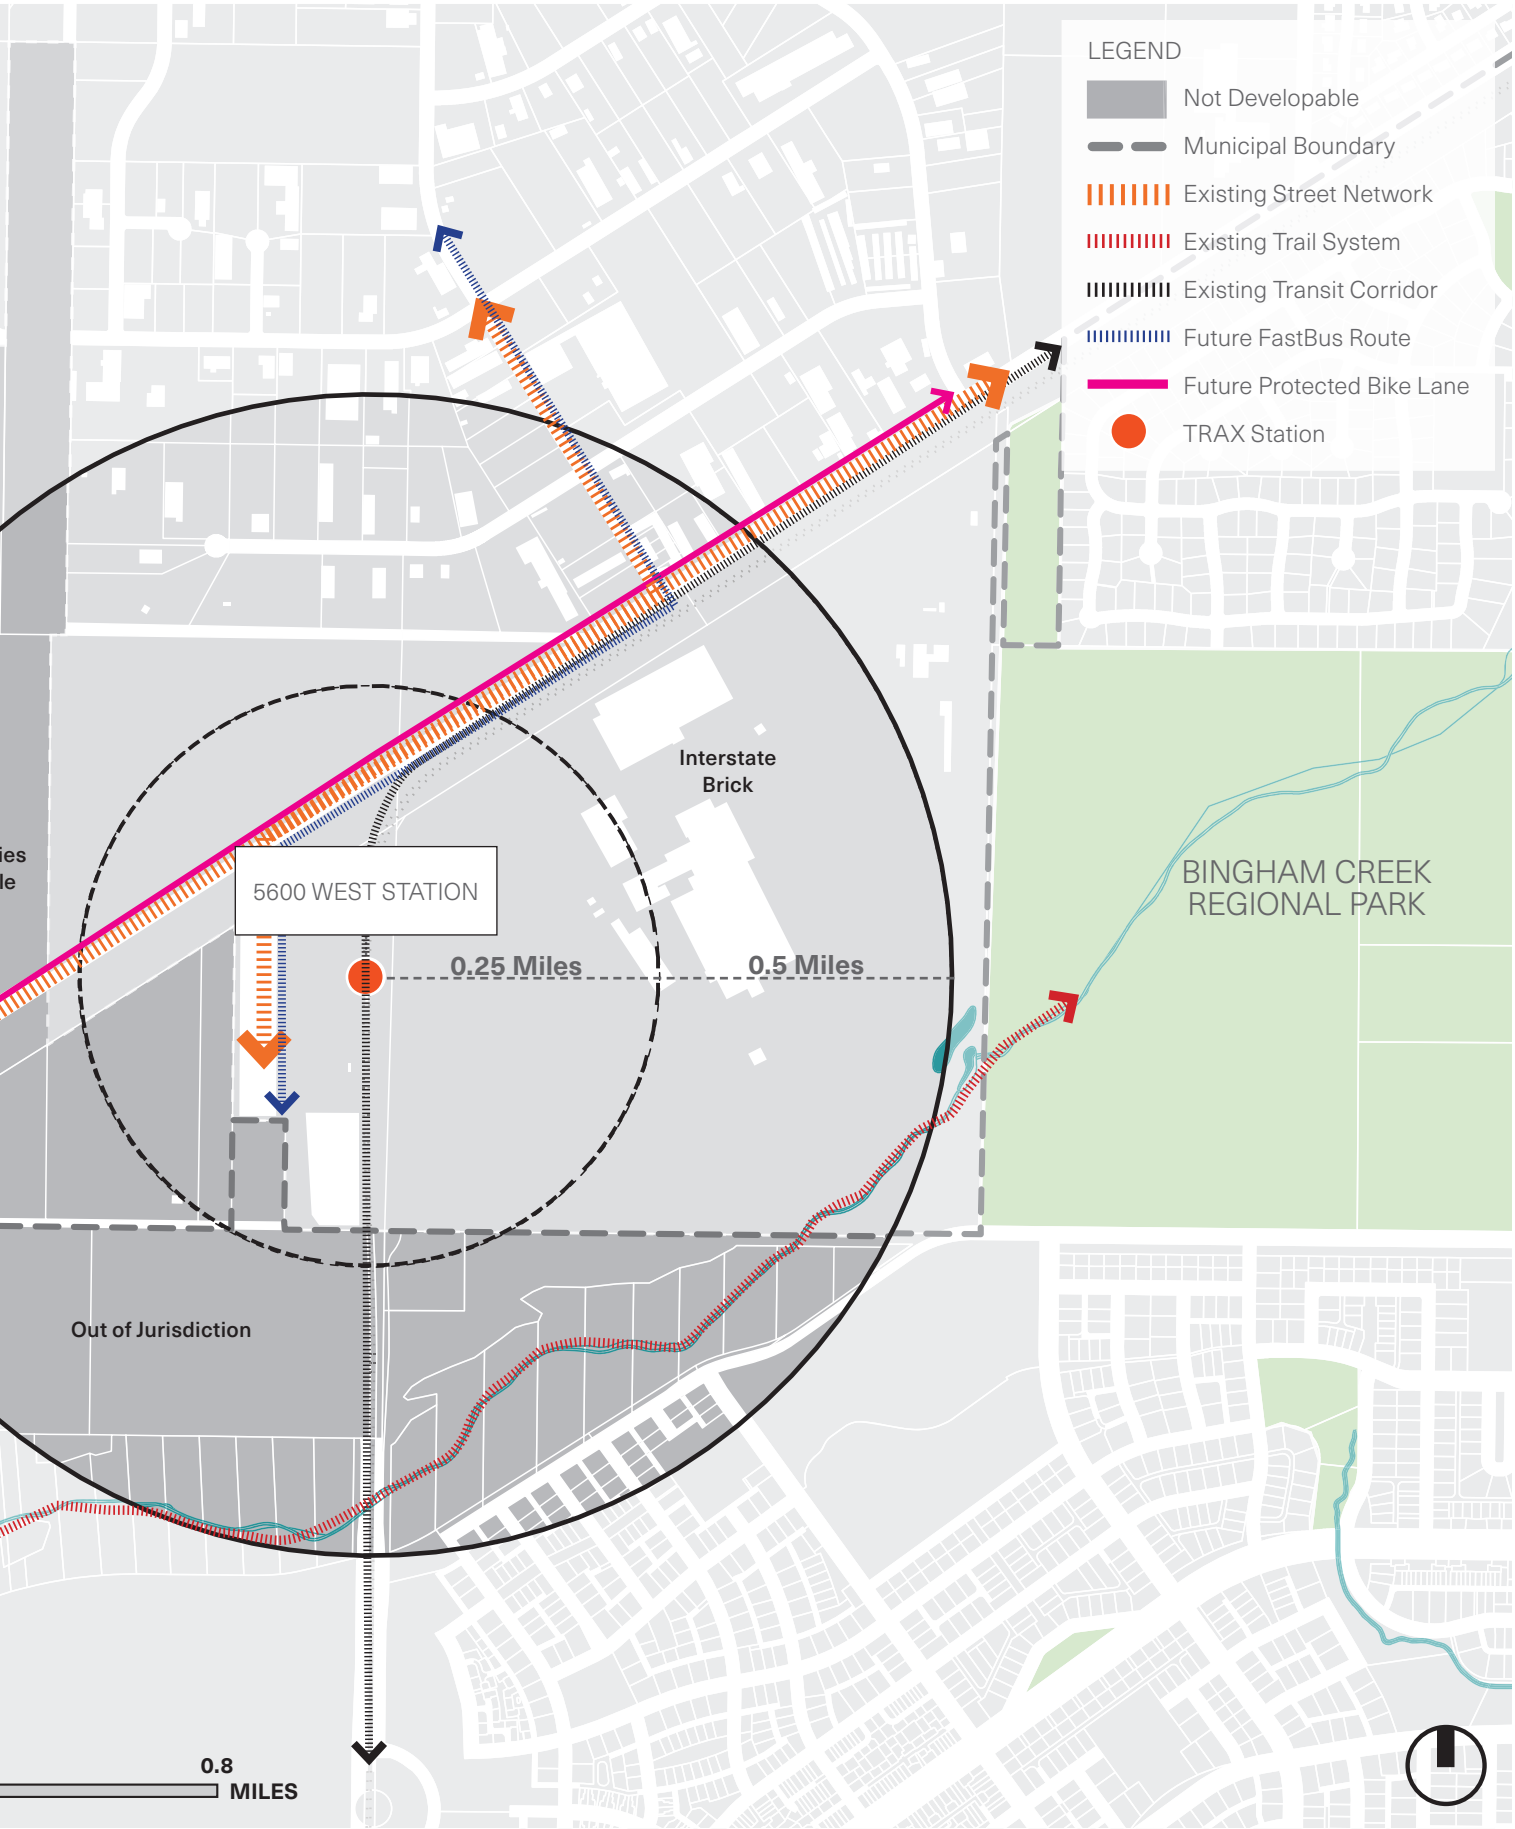 LEGEND
Not Developable
Municipal Boundary
Existing Street Network
Existing Trail System
Existing Transit Corridor
Future FastBus Route
Future Protected Bike Lane
TRAX Station
Interstate
Brick
ies
le
5600 WEST STATION
BINGHAM CREEK
REGIONAL PARK
0.25 Miles
0.5 Miles
Out of Jurisdiction
0.8
MILES